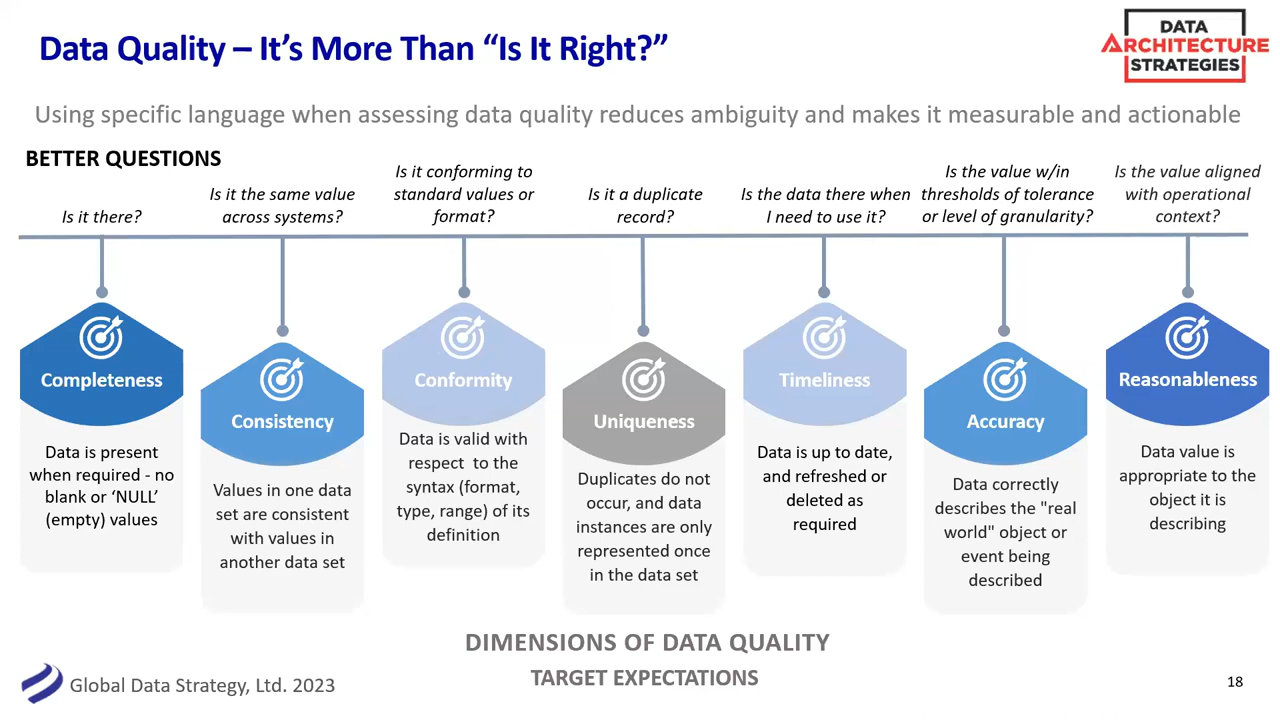 Data Quality – It's More Than “Is It Right?”
DATA
ARCHITECTURE
STRATEGIES
Using specific language when assessing data quality reduces ambiguity and makes it measurable and actionable
BETTER QUESTIONS
Is it there?
Is it the same value
across systems?
Is it conforming to
standard values or
format?
Is it a duplicate
record?
Is the data there when
I need to use it?
Is the value w/in
thresholds of tolerance
or level of granularity?
Is the value aligned
with operational
context?
Completeness
Data is present
when required - no
blank or ‘NULL’
(empty) values
Consistency
Values in one data
set are consistent
with values in
another data set
Conformity
Data is valid with
respect to the
syntax (format,
type, range) of its
definition
Uniqueness
Duplicates do not
occur, and data
instances are only
represented once
in the data set
Timeliness
Data is up to date,
and refreshed or
deleted as
required
Accuracy
Data correctly
describes the "real
world" object or
event being
described
Reasonableness
Data value is
appropriate to the
object it is
describing
DIMENSIONS OF DATA QUALITY
TARGET EXPECTATIONS
Global Data Strategy, Ltd. 2023
18